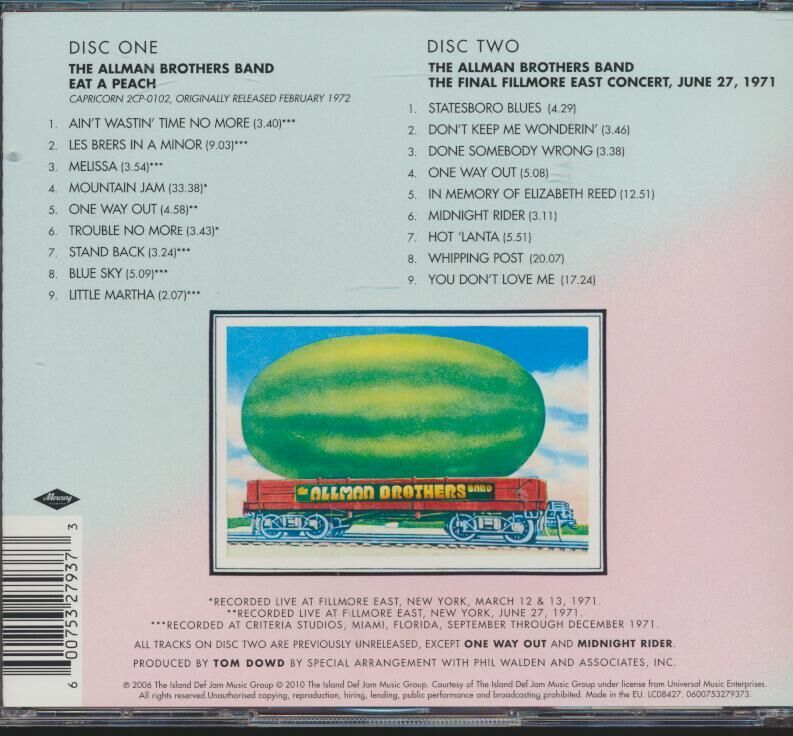 DISC ONE
THE ALLMAN BROTHERS BAND
EAT A PEACH
CAPRICORN 2CP-0102, ORIGINALLY RELEASED FEBRUARY 1972
1. AIN'T WASTIN' TIME NO MORE (3.40)***
2. LES BRERS IN A MINOR (9.03)***
3. MELISSA (3.54)***
4. MOUNTAIN JAM (33.38)*
5. ONE WAY OUT (4.58)**
6. TROUBLE NO MORE (3.43)*
7. STAND BACK (3.24)***
8. BLUE SKY (5.09)***
9. LITTLE MARTHA (2.07)***
DISC TWO
THE ALLMAN BROTHERS BAND
THE FINAL FILLMORE EAST CONCERT, JUNE 27, 1971
1. STATESBORO BLUES (4.29)
2. DON'T KEEP ME WONDERIN' (3.46)
3. DONE SOMEBODY WRONG (3.38)
4. ONE WAY OUT (5.08)
5. IN MEMORY OF ELIZABETH REED (12.51)
6. MIDNIGHT RIDER (3.11)
7. HOT 'LANTA (5.51)
8. WHIPPING POST (20.07)
9. YOU DON'T LOVE ME (17.24)
the ALLMAN BROTHERS BAND
Mercury
6 00753 27937 3
*RECORDED LIVE AT FILLMORE EAST, NEW YORK, MARCH 12 & 13, 1971.
**RECORDED LIVE AT FILLMORE EAST, NEW YORK, JUNE 27, 1971.
***RECORDED AT CRITERIA STUDIOS, MIAMI, FLORIDA, SEPTEMBER THROUGH DECEMBER 1971.
ALL TRACKS ON DISC TWO ARE PREVIOUSLY UNRELEASED, EXCEPT ONE WAY OUT AND MIDNIGHT RIDER.
PRODUCED BY TOM DOWD BY SPECIAL ARRANGEMENT WITH PHIL WALDEN AND ASSOCIATES, INC.
℗ 2006 The Island Def Jam Music Group © 2010 The Island Def Jam Music Group. Courtesy of The Island Def Jam Music Group under license from Universal Music Enterprises.
All rights reserved.Unauthorised copying, reproduction, hiring, lending, public performance and broadcasting prohibited. Made in the EU. LC08427. 0600753279373.